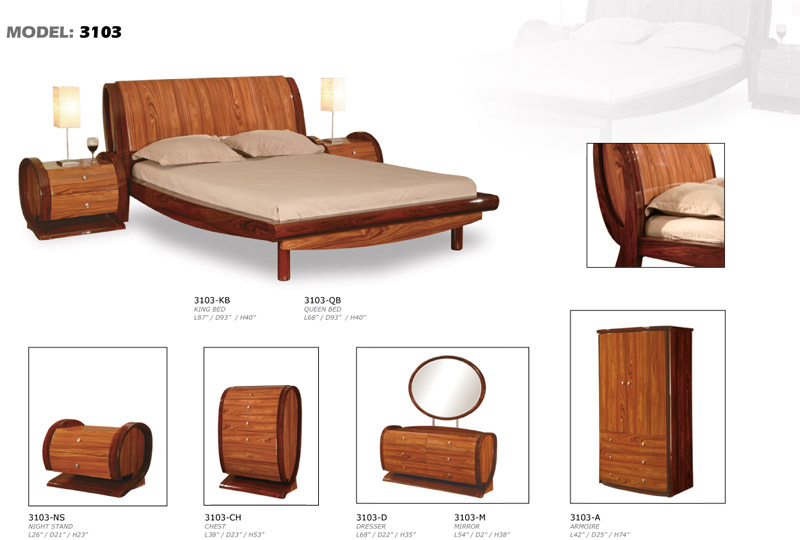 MODEL: 3103
3103-KB
KING BED
L87” / D93” / H40”
3103-QB
QUEEN BED
L68” / D93” / H40”
3103-NS
NIGHT STAND
L26” / D21” / H23”
3103-CH
CHEST
L38” / D23” / H53”
3103-D
DRESSER
L68” / D22” / H35”
3103-M
MIRROR
L54” / D2” / H38”
3103-A
ARMOIRE
L42” / D25” / H74”